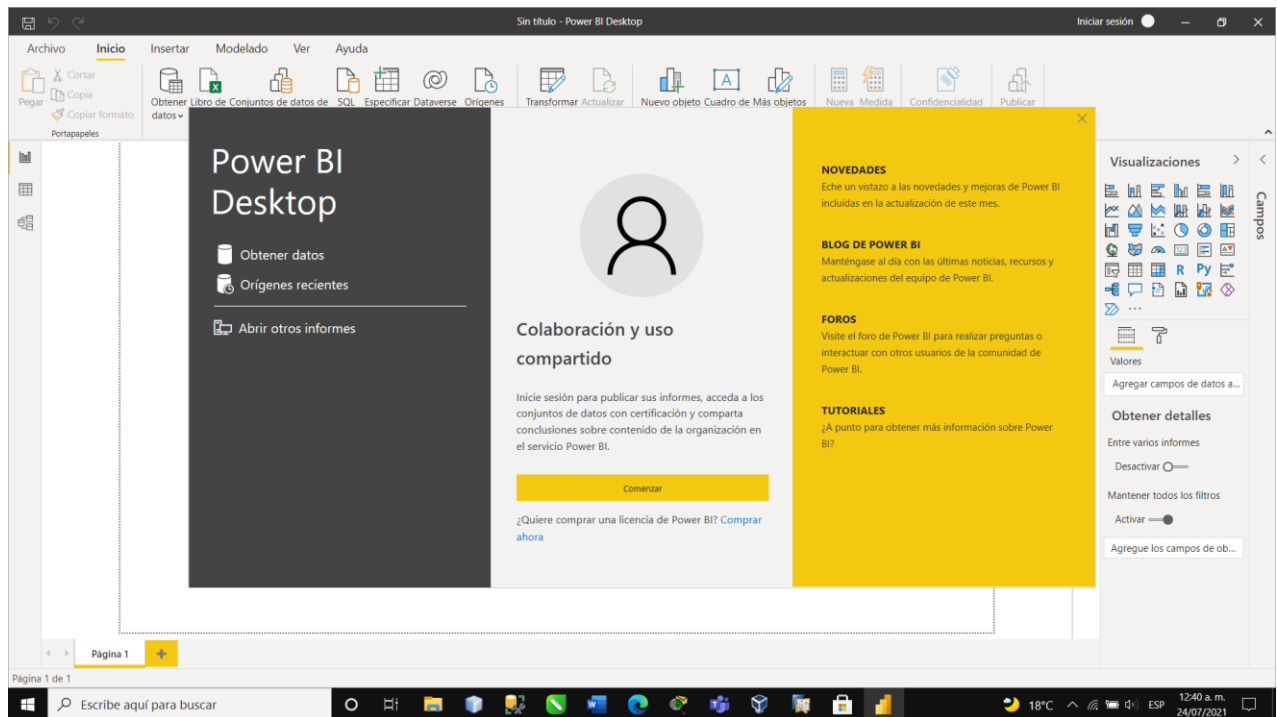 Sin título - Power BI Desktop
Iniciar sesión
Archivo Inicio Insertar Modelado Ver Ayuda
Pegar
Cortar
Copia
Copiar formato
Portapapeles
Obtener datos
Libro de
Conjuntos de datos de
SQL
Especificar
Dataverse
Orígenes
Transformar
Actualizar
Nuevo objeto
Cuadro de
Más objetos
Nueva
Medida
Confidencialidad
Publicar
Power BI
Desktop
Obtener datos
Orígenes recientes
Abrir otros informes
Colaboración y uso
compartido
Inicie sesión para publicar sus informes, acceda a los
conjuntos de datos con certificación y comparta
conclusiones sobre contenido de la organización en
el servicio Power BI.
Comenzar
¿Quiere comprar una licencia de Power BI? Comprar
ahora
NOVEDADES
Eche un vistazo a las novedades y mejoras de Power BI
incluidas en la actualización de este mes.
BLOG DE POWER BI
Manténgase al día con las últimas noticias, recursos y
actualizaciones del equipo de Power BI.
FOROS
Visite el foro de Power BI para realizar preguntas o
interactuar con otros usuarios de la comunidad de
Power BI.
TUTORIALES
¿A punto para obtener más información sobre Power
BI?
Visualizaciones
Campos
R Py
Valores
Agregar campos de datos a...
Obtener detalles
Entre varios informes
Desactivar
Mantener todos los filtros
Activar
Agregue los campos de ob...
Página 1
Página 1 de 1
Escribe aquí para buscar
18°C
ESP
12:40 a. m.
24/07/2021